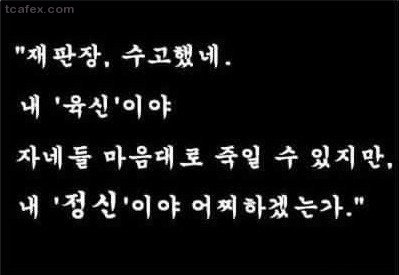 tcafex.com
"재판장, 수고했네.
내 '육신'이야
자네들 마음대로 죽일 수 있지만,
내 '정신'이야 어찌하겠는가."